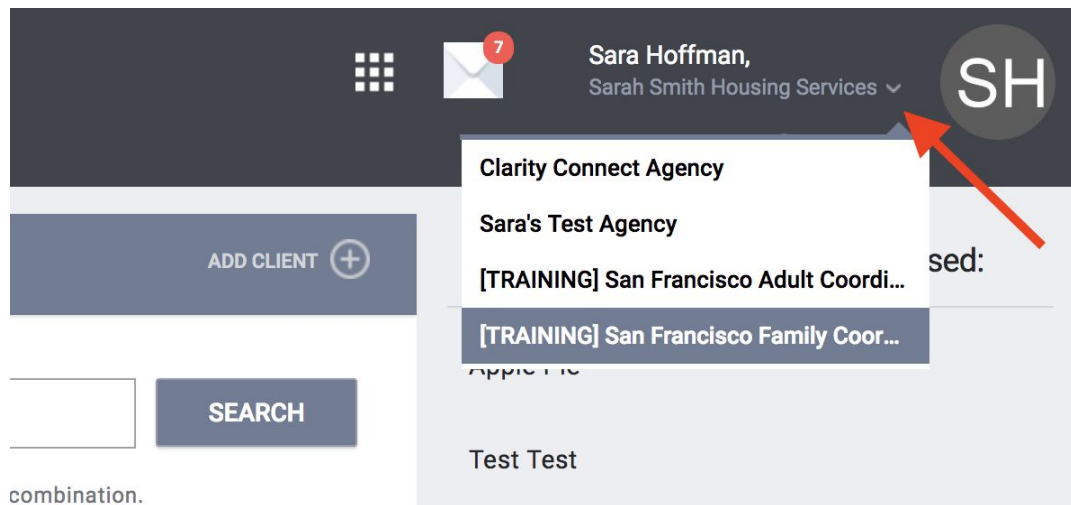 7
Sara Hoffman,
Sarah Smith Housing Services
SH
Clarity Connect Agency
Sara's Test Agency
[TRAINING] San Francisco Adult Coordi...
[TRAINING] San Francisco Family Coor...
ADD CLIENT
sed:
SEARCH
Test Test
combination.